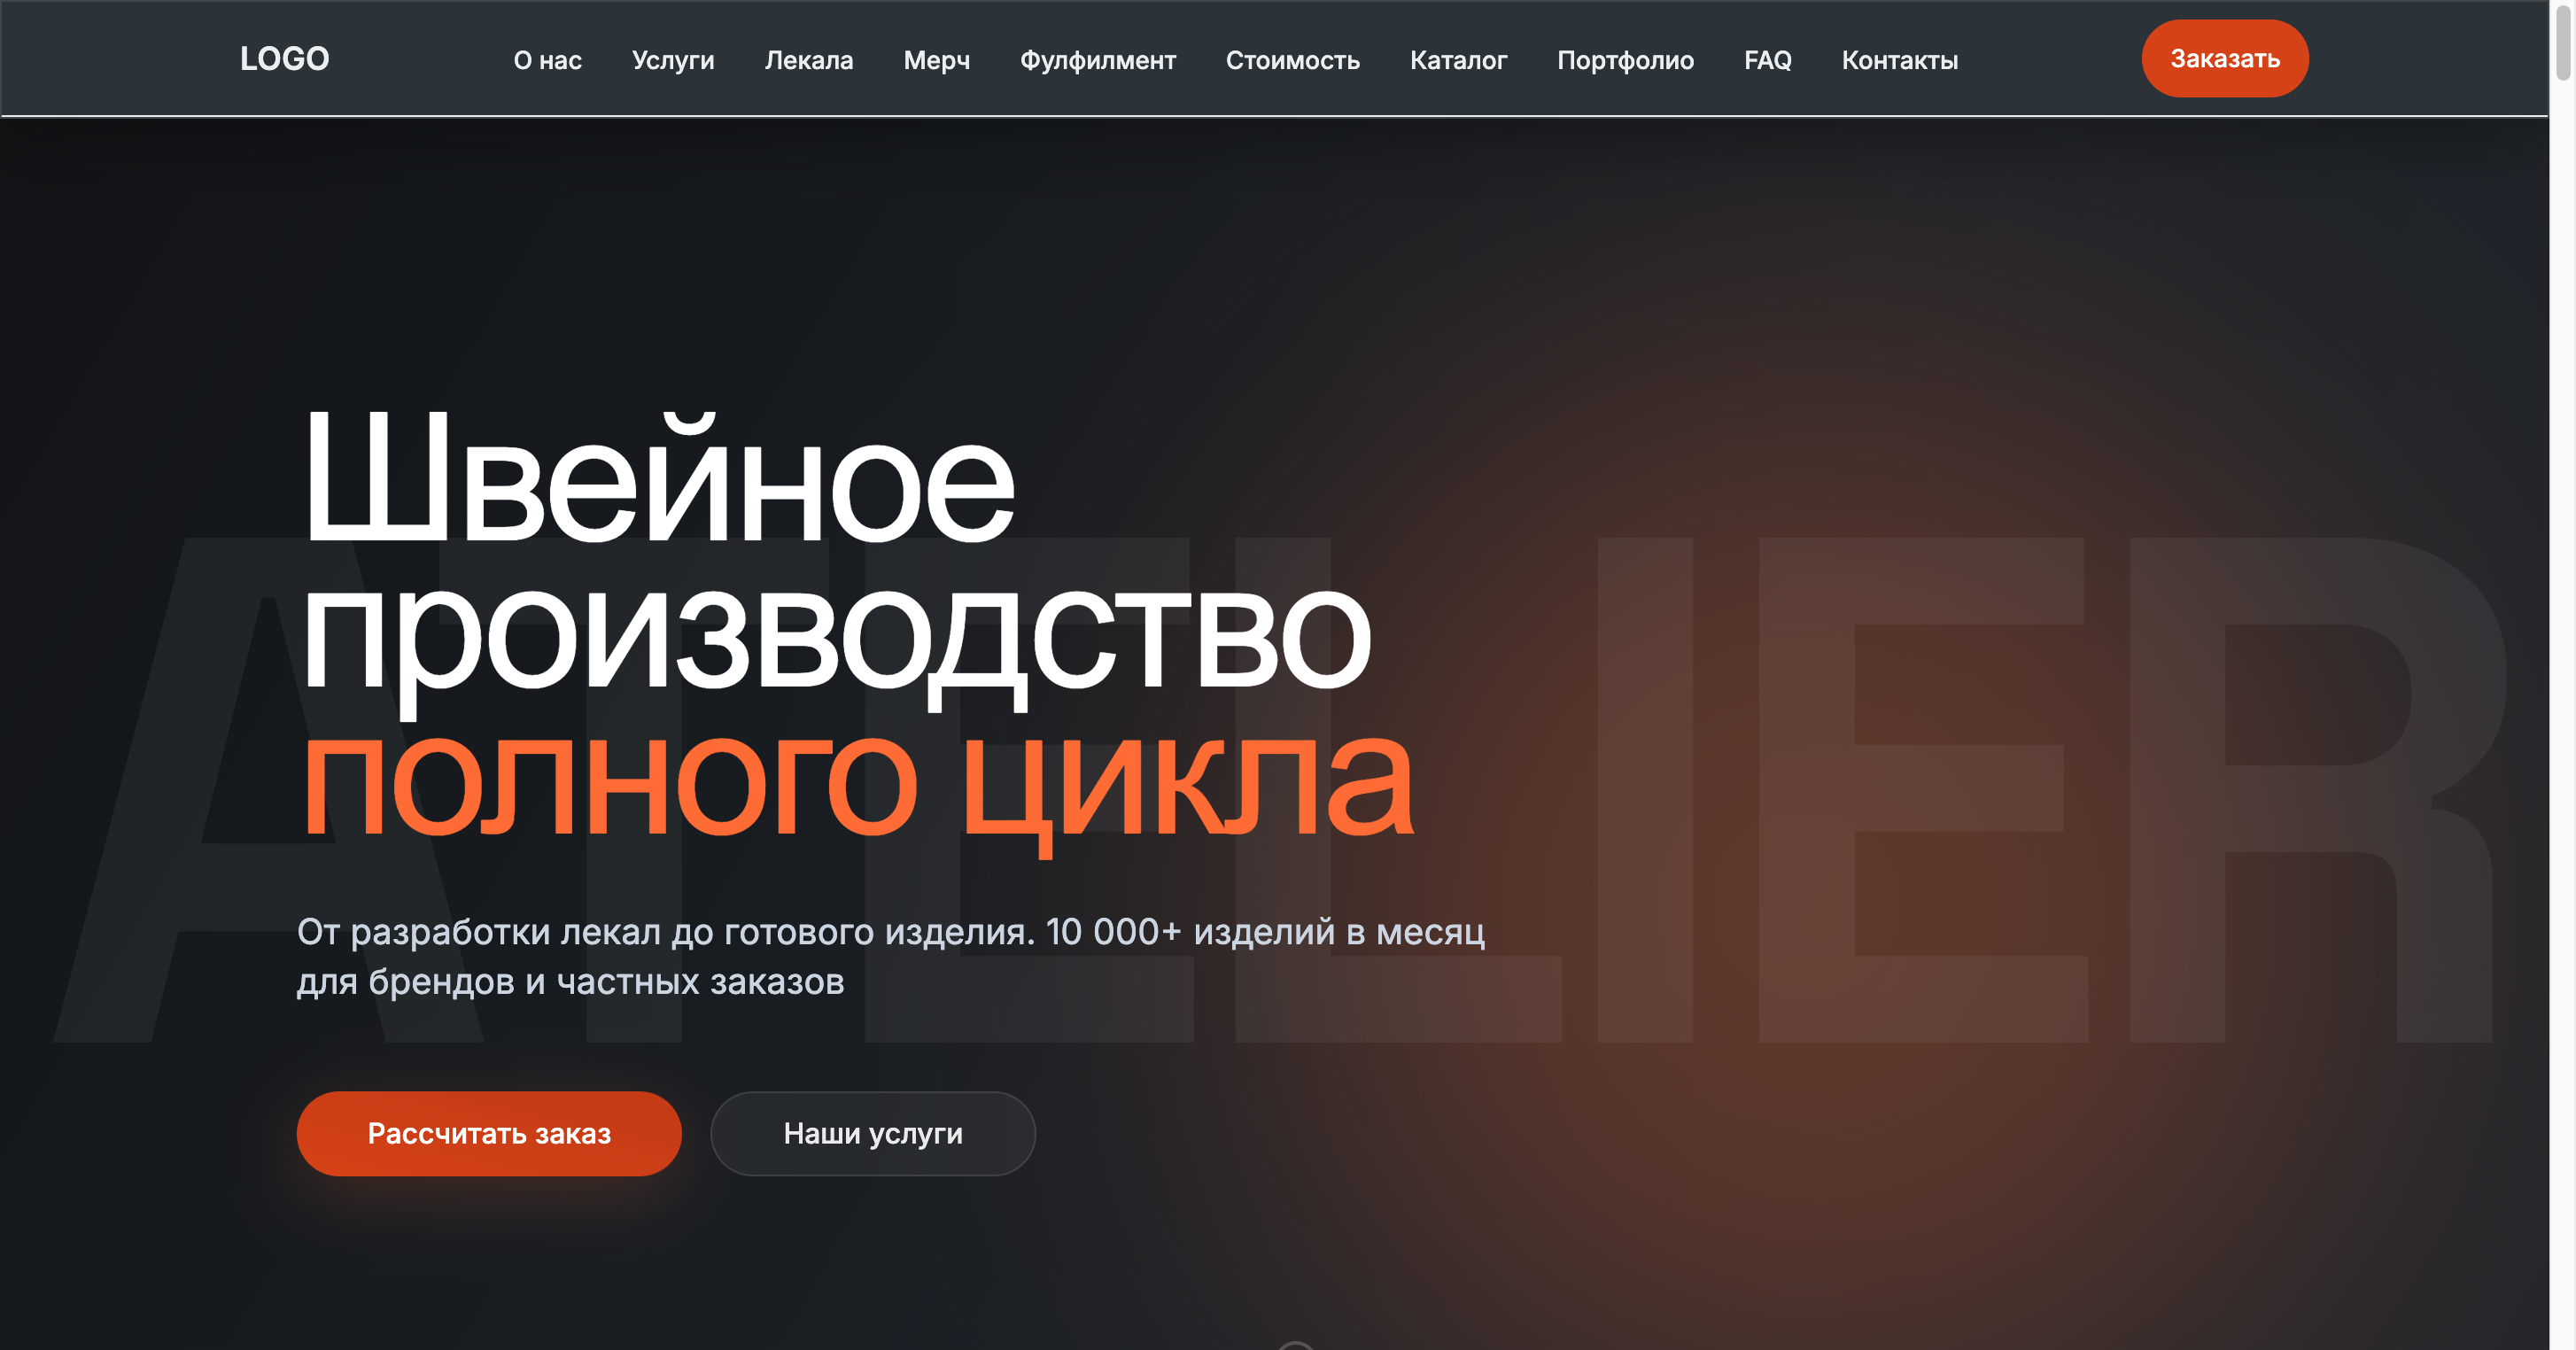 LOGO
О нас Услуги Лекала Мерч Фулфилмент Стоимость Каталог Портфолио FAQ Контакты
Заказать
ATELIER
Швейное
производство
полного цикла
От разработки лекал до готового изделия. 10 000+ изделий в месяц
для брендов и частных заказов
Рассчитать заказ
Наши услуги